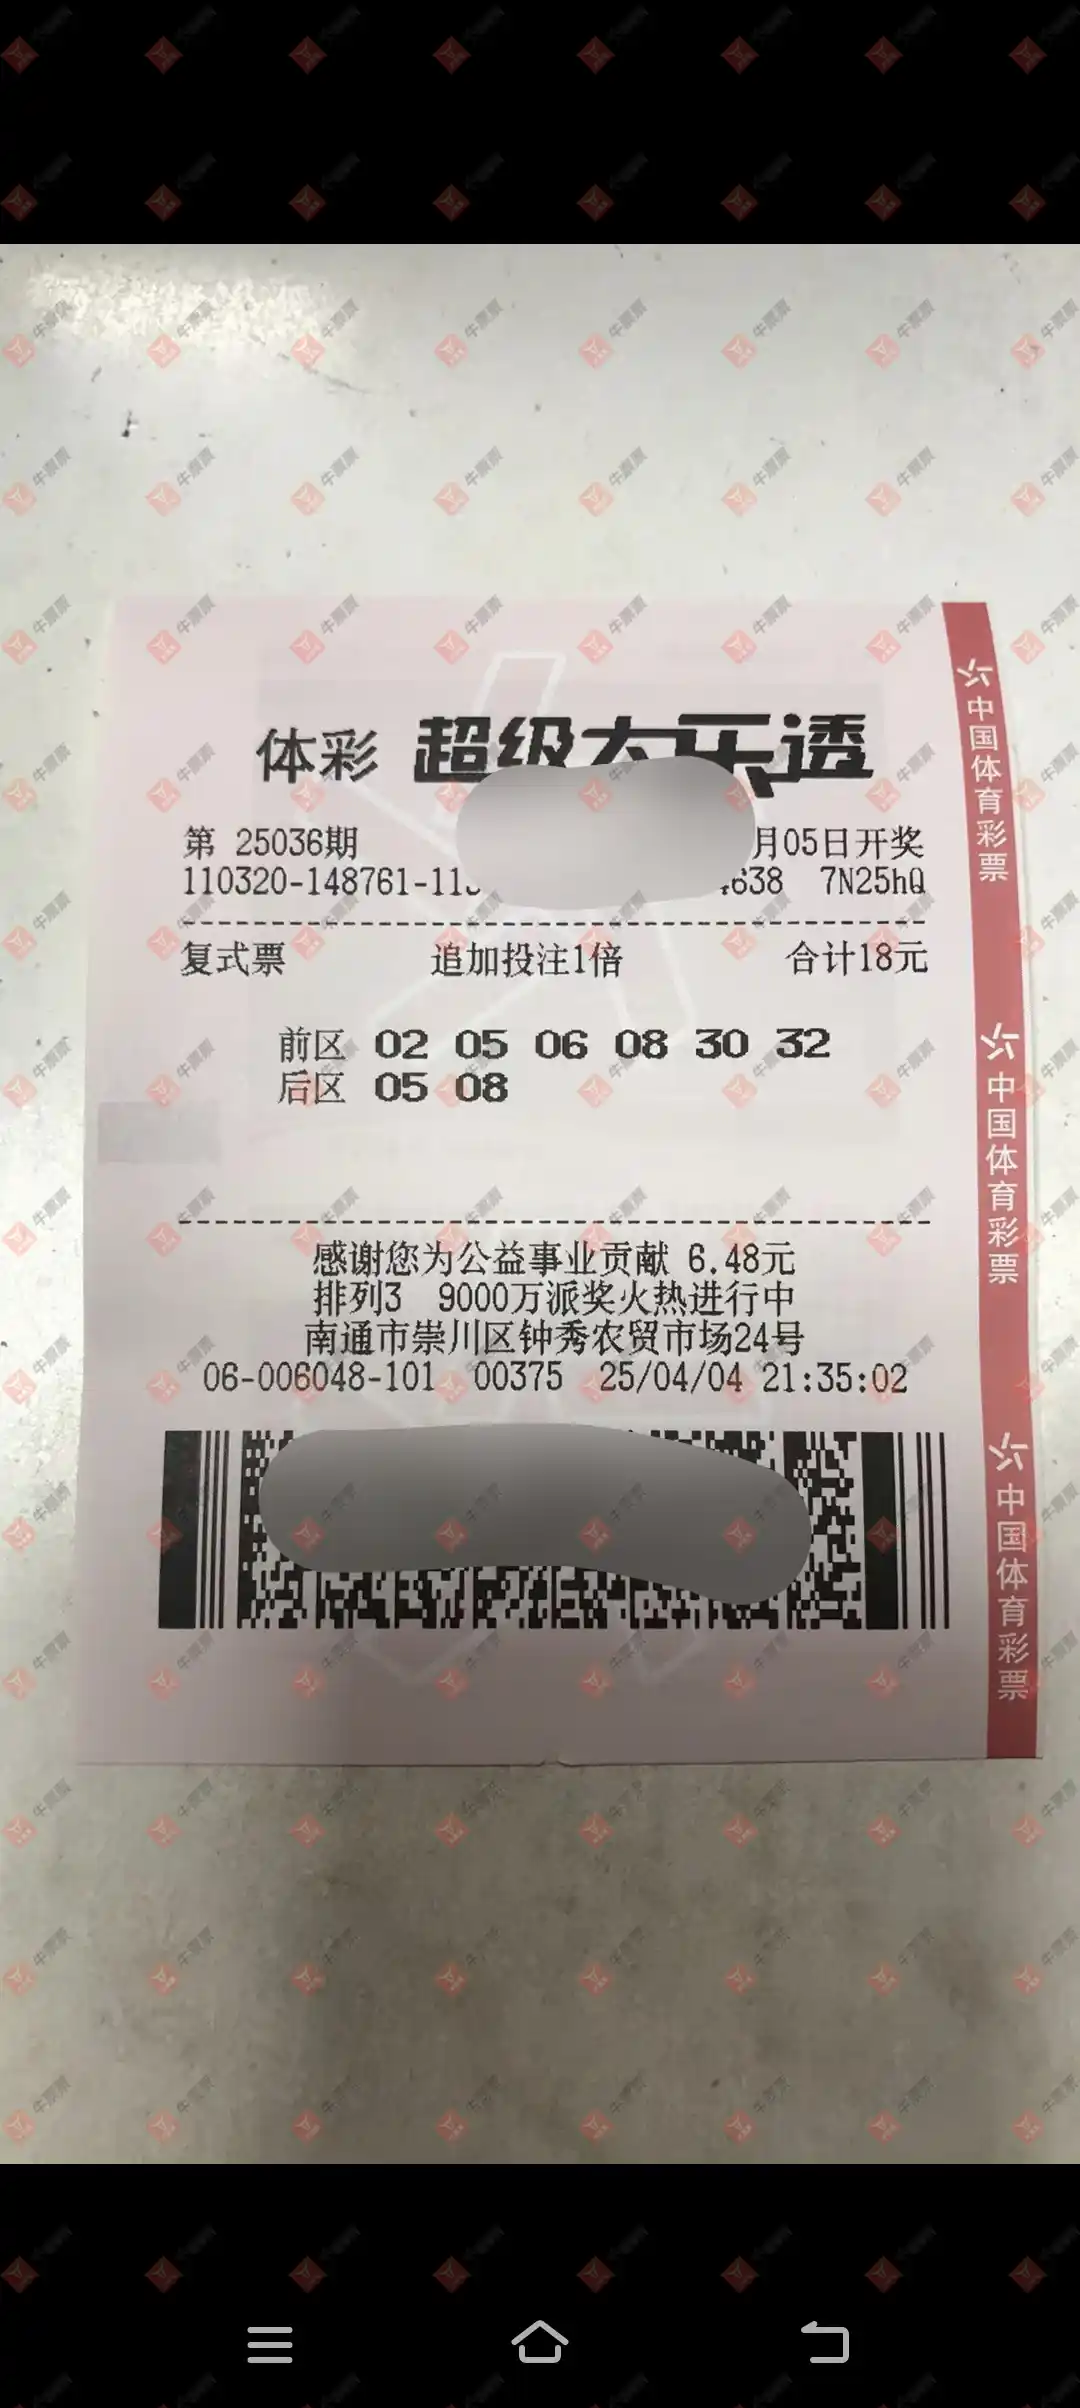 体彩 超级大乐透
第 25036期 月05日开奖
110320-148761-11 638 7N25hQ
复式票 追加投注1倍 合计18元
前区 02 05 06 08 30 32
后区 05 08
感谢您为公益事业贡献 6.48元
排列3 9000万派奖火热进行中
南通市崇川区钟秀农贸市场24号
06-006048-101 00375 25/04/04 21:35:02
中国体育彩票
中国体育彩票
中国体育彩票
牛票票